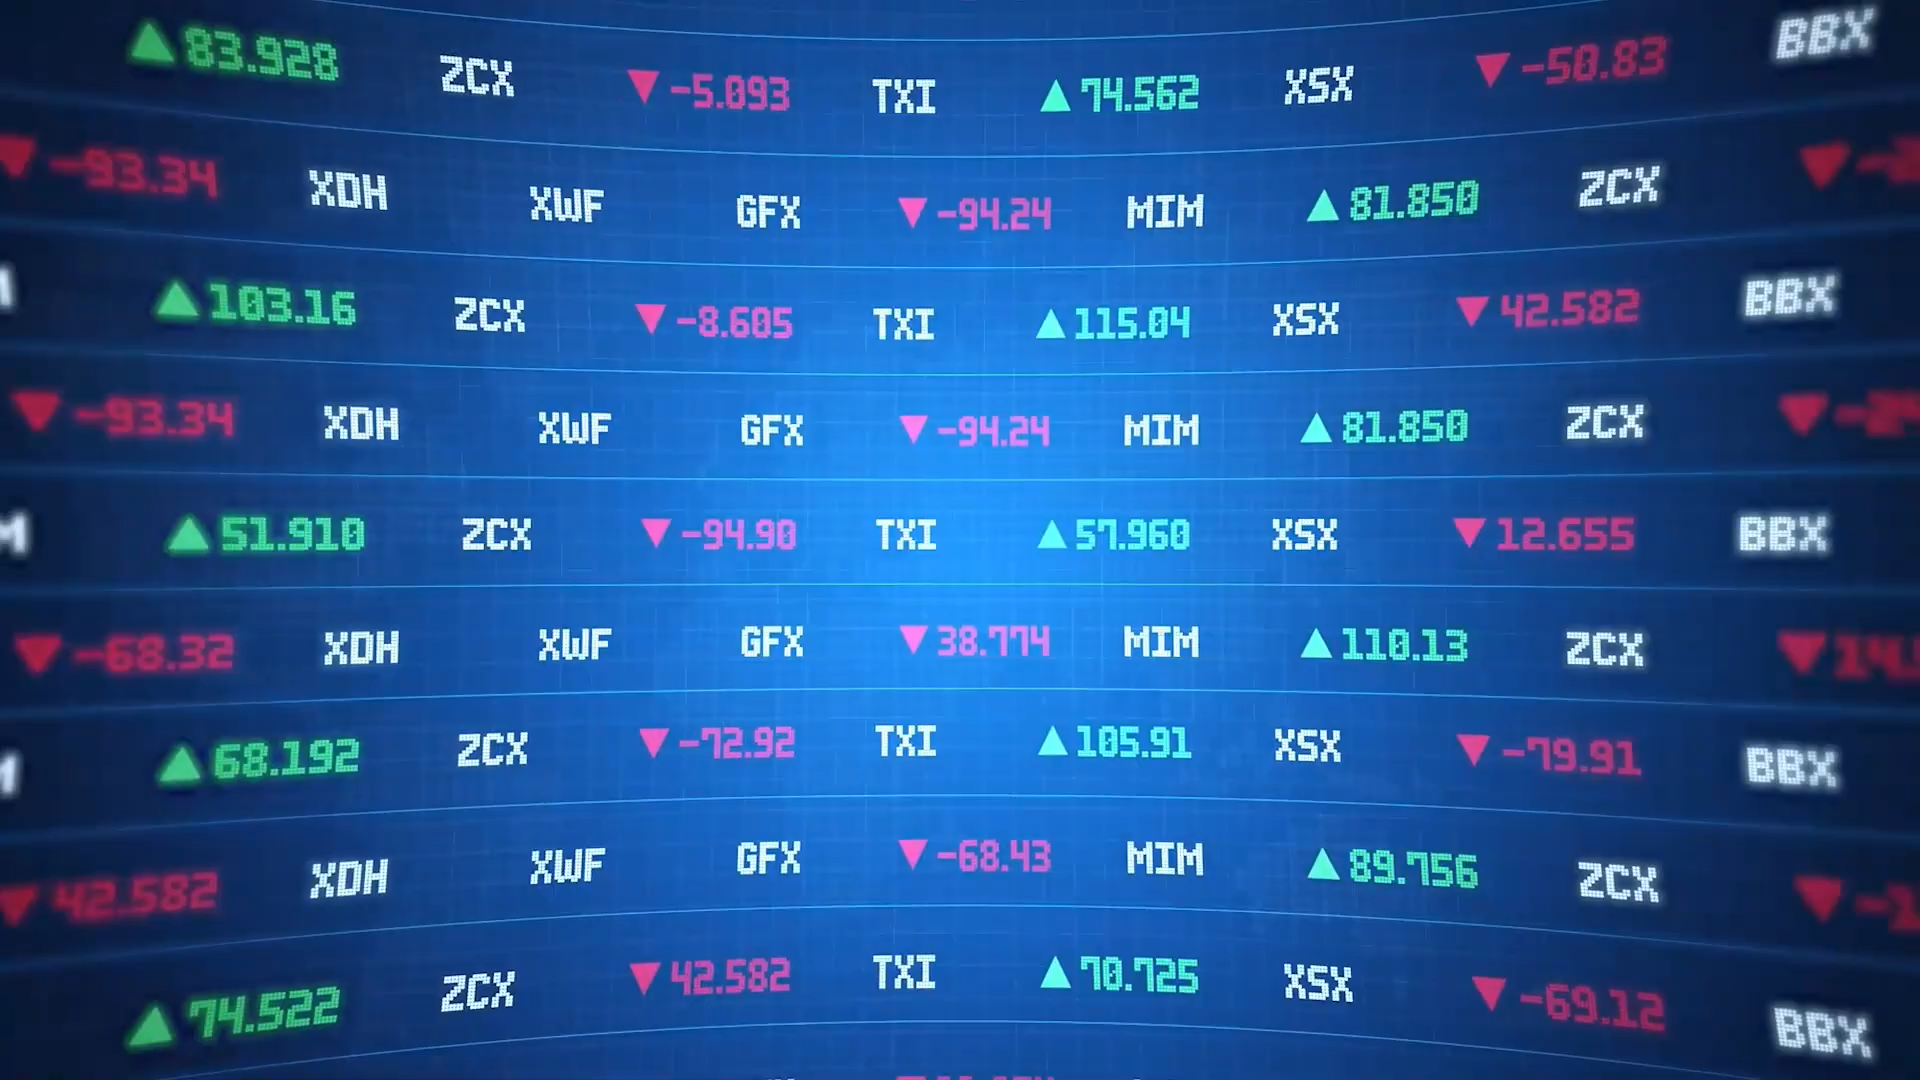 ▲83.928 ZCX ▼-5.093 TXI ▲74.562 XSX ▼-50.83 BBX
▼-93.34 XDH XWF GFX ▼-94.24 MIM ▲81.850 ZCX ▼
▲103.16 ZCX ▼-8.605 TXI ▲115.04 XSX ▼42.582 BBX
▼-93.34 XDH XWF GFX ▼-94.24 MIM ▲81.850 ZCX ▼
▲51.910 ZCX ▼-94.90 TXI ▲57.960 XSX ▼12.655 BBX
▼-68.32 XDH XWF GFX ▼38.774 MIM ▲110.13 ZCX ▼
▲68.192 ZCX ▼-72.92 TXI ▲105.91 XSX ▼-79.91 BBX
▼42.582 XDH XWF GFX ▼-68.43 MIM ▲89.756 ZCX ▼
▲74.522 ZCX ▼42.582 TXI ▲70.725 XSX ▼-69.12 BBX